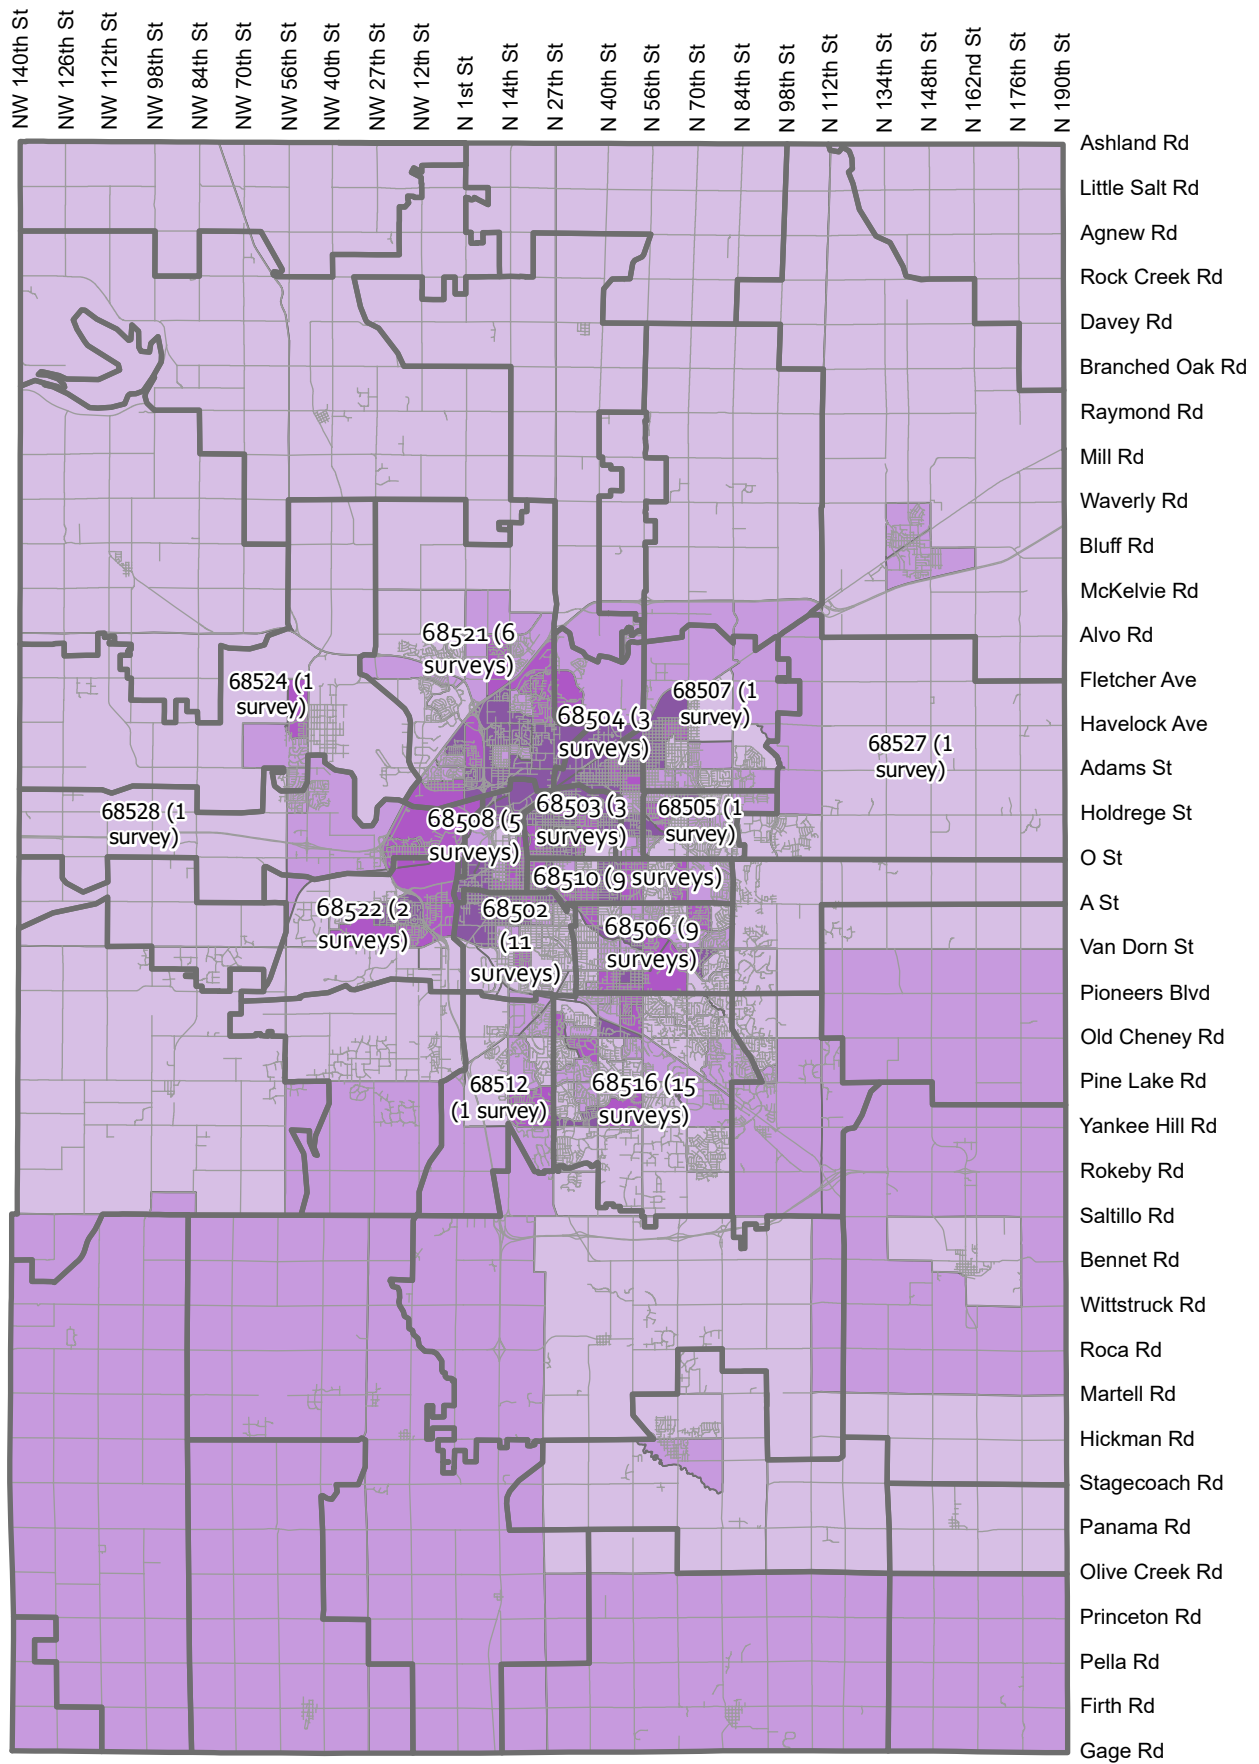 NW 140th St
NW 126th St
NW 112th St
NW 98th St
NW 84th St
NW 70th St
NW 56th St
NW 40th St
NW 27th St
NW 12th St
N 1st St
N 14th St
N 27th St
N 40th St
N 56th St
N 70th St
N 84th St
N 98th St
N 112th St
N 134th St
N 148th St
N 162nd St
N 176th St
N 190th St
Ashland Rd
Little Salt Rd
Agnew Rd
Rock Creek Rd
Davey Rd
Branched Oak Rd
Raymond Rd
Mill Rd
Waverly Rd
Bluff Rd
McKelvie Rd
Alvo Rd
Fletcher Ave
Havelock Ave
Adams St
Holdrege St
O St
A St
Van Dorn St
Pioneers Blvd
Old Cheney Rd
Pine Lake Rd
Yankee Hill Rd
Rokeby Rd
Saltillo Rd
Bennet Rd
Wittstruck Rd
Roca Rd
Martell Rd
Hickman Rd
Stagecoach Rd
Panama Rd
Olive Creek Rd
Princeton Rd
Pella Rd
Firth Rd
Gage Rd
68521 (6
surveys)
68524 (1
survey)
68507 (1
survey)
68504 (3
surveys)
68527 (1
survey)
68528 (1
survey)
68508 (5
surveys)
68503 (3
surveys)
68505 (1
survey)
68510 (9 surveys)
68522 (2
surveys)
68502
(11
surveys)
68506 (9
surveys)
68512
(1 survey)
68516 (15
surveys)